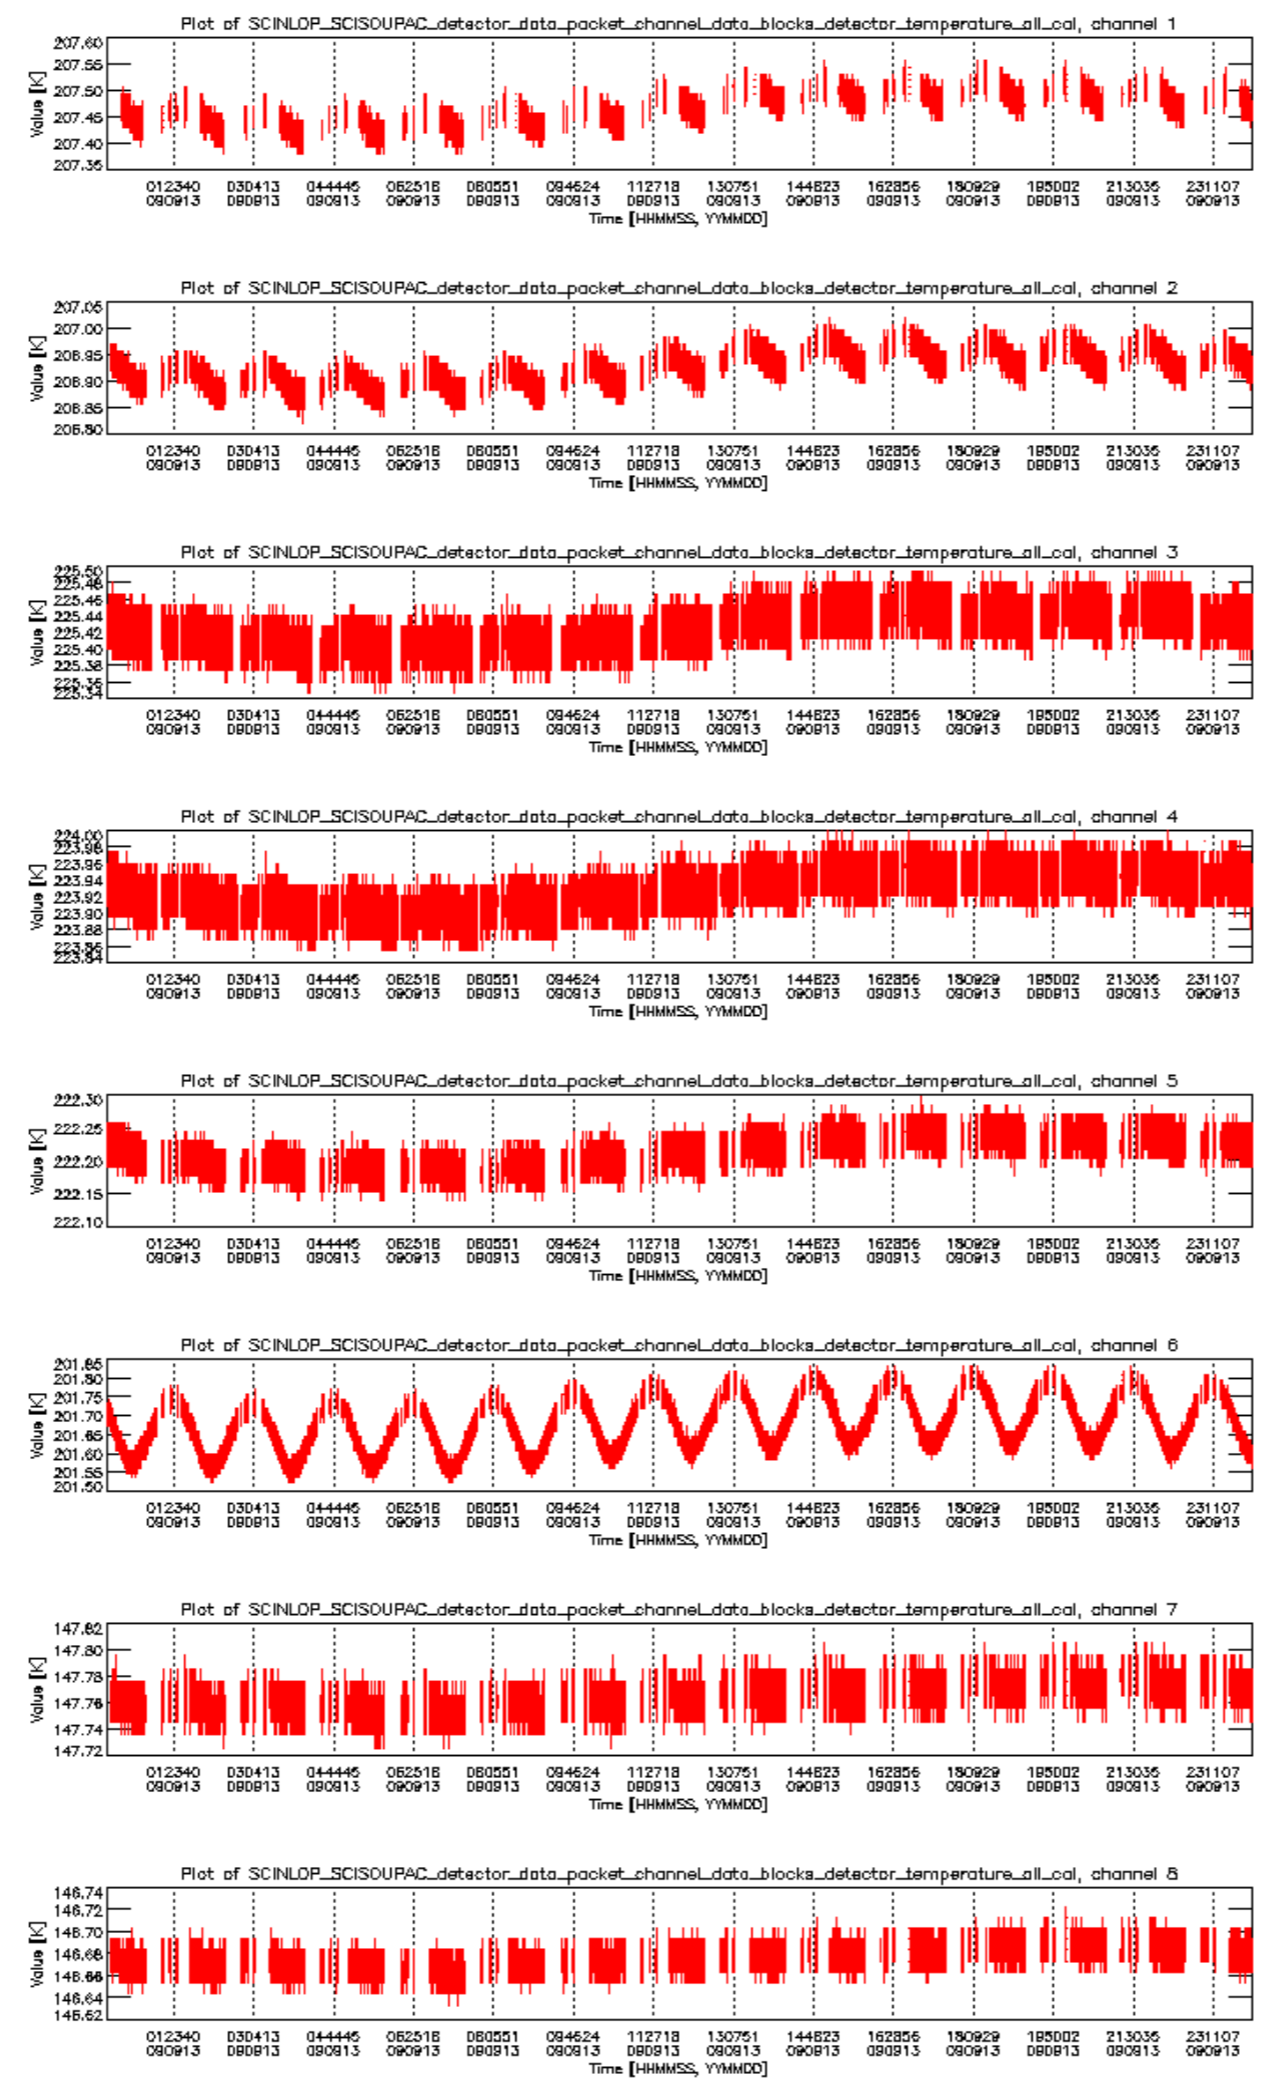 Plot of SCINLOP_SCISOUPAC_detector_data_packet_channel_data_blocks_detector_temperature_all_cal, channel 1
207.60
207.55
207.50
207.45
207.40
207.35
Value [K]
012340 030413 044445 062518 080551 094624 112718 130751 144823 162856 180929 195002 213035 231107
090913 090913 090913 090913 090913 090913 090913 090913 090913 090913 090913 090913 090913 090913
Time [HHMMSS, YYMMDD]
Plot of SCINLOP_SCISOUPAC_detector_data_packet_channel_data_blocks_detector_temperature_all_cal, channel 2
207.05
207.00
206.95
206.90
206.85
206.80
Value [K]
012340 030413 044445 062518 080551 094624 112718 130751 144823 162856 180929 195002 213035 231107
090913 090913 090913 090913 090913 090913 090913 090913 090913 090913 090913 090913 090913 090913
Time [HHMMSS, YYMMDD]
Plot of SCINLOP_SCISOUPAC_detector_data_packet_channel_data_blocks_detector_temperature_all_cal, channel 3
225.50
225.48
225.46
225.44
225.42
225.40
225.38
225.36
225.34
Value [K]
012340 030413 044445 062518 080551 094624 112718 130751 144823 162856 180929 195002 213035 231107
090913 090913 090913 090913 090913 090913 090913 090913 090913 090913 090913 090913 090913 090913
Time [HHMMSS, YYMMDD]
Plot of SCINLOP_SCISOUPAC_detector_data_packet_channel_data_blocks_detector_temperature_all_cal, channel 4
224.00
223.98
223.96
223.94
223.92
223.90
223.88
223.86
223.84
Value [K]
012340 030413 044445 062518 080551 094624 112718 130751 144823 162856 180929 195002 213035 231107
090913 090913 090913 090913 090913 090913 090913 090913 090913 090913 090913 090913 090913 090913
Time [HHMMSS, YYMMDD]
Plot of SCINLOP_SCISOUPAC_detector_data_packet_channel_data_blocks_detector_temperature_all_cal, channel 5
222.30
222.25
222.20
222.15
222.10
Value [K]
012340 030413 044445 062518 080551 094624 112718 130751 144823 162856 180929 195002 213035 231107
090913 090913 090913 090913 090913 090913 090913 090913 090913 090913 090913 090913 090913 090913
Time [HHMMSS, YYMMDD]
Plot of SCINLOP_SCISOUPAC_detector_data_packet_channel_data_blocks_detector_temperature_all_cal, channel 6
201.85
201.80
201.75
201.70
201.65
201.60
201.55
201.50
Value [K]
012340 030413 044445 062518 080551 094624 112718 130751 144823 162856 180929 195002 213035 231107
090913 090913 090913 090913 090913 090913 090913 090913 090913 090913 090913 090913 090913 090913
Time [HHMMSS, YYMMDD]
Plot of SCINLOP_SCISOUPAC_detector_data_packet_channel_data_blocks_detector_temperature_all_cal, channel 7
147.82
147.80
147.78
147.76
147.74
147.72
Value [K]
012340 030413 044445 062518 080551 094624 112718 130751 144823 162856 180929 195002 213035 231107
090913 090913 090913 090913 090913 090913 090913 090913 090913 090913 090913 090913 090913 090913
Time [HHMMSS, YYMMDD]
Plot of SCINLOP_SCISOUPAC_detector_data_packet_channel_data_blocks_detector_temperature_all_cal, channel 8
146.74
146.72
146.70
146.68
146.66
146.64
146.62
Value [K]
012340 030413 044445 062518 080551 094624 112718 130751 144823 162856 180929 195002 213035 231107
090913 090913 090913 090913 090913 090913 090913 090913 090913 090913 090913 090913 090913 090913
Time [HHMMSS, YYMMDD]